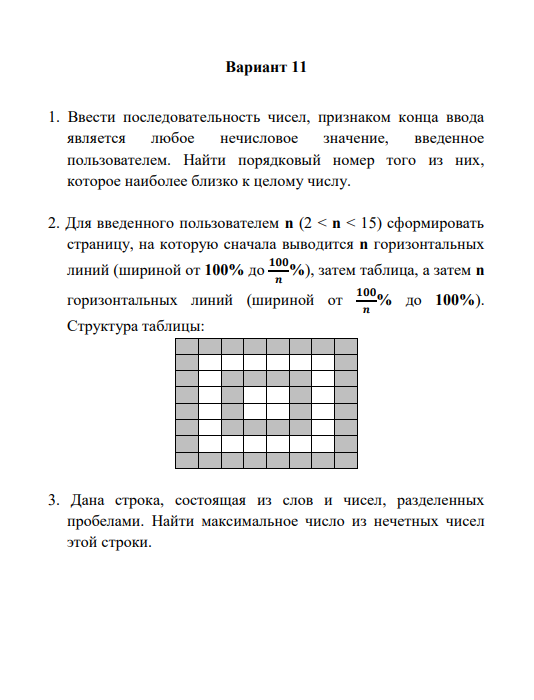 Вариант 11
1. Ввести последовательность чисел, признаком конца ввода
является любое нечисловое значение, введенное
пользователем. Найти порядковый номер того из них,
которое наиболее близко к целому числу.
2. Для введенного пользователем n (2 < n < 15) сформировать
страницу, на которую сначала выводится n горизонтальных
линий (шириной от 100% до 100/n%), затем таблица, а затем n
горизонтальных линий (шириной от 100/n% до 100%).
Структура таблицы:
3. Дана строка, состоящая из слов и чисел, разделенных
пробелами. Найти максимальное число из нечетных чисел
этой строки.